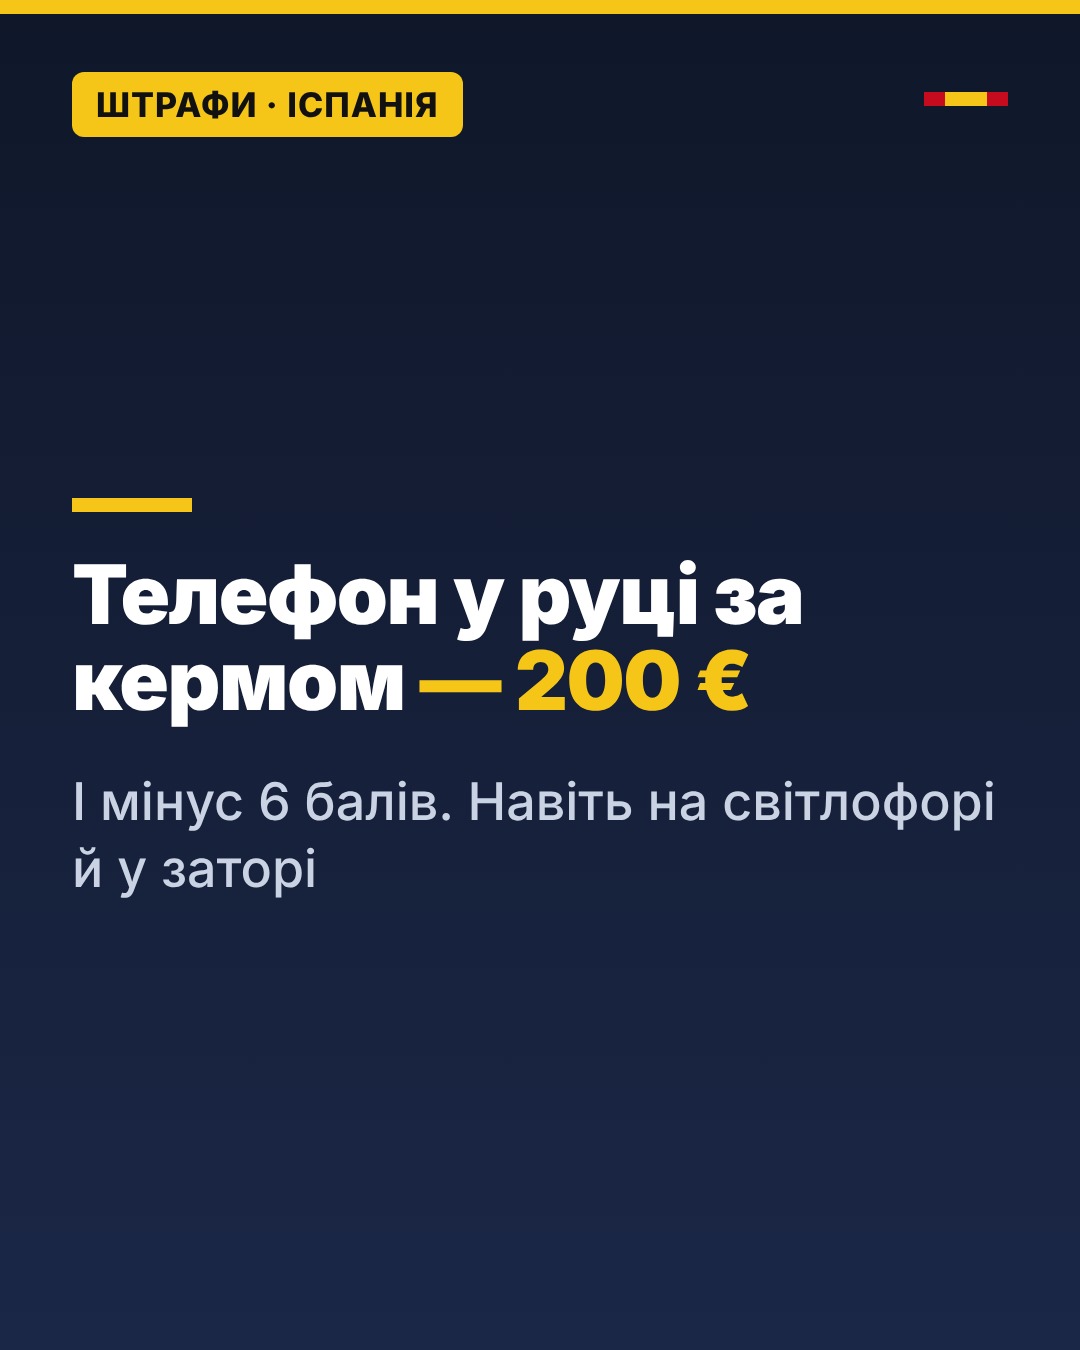 ШТРАФИ · ІСПАНІЯ
Телефон у руці за
кермом — 200 €
І мінус 6 балів. Навіть на світлофорі
й у заторі